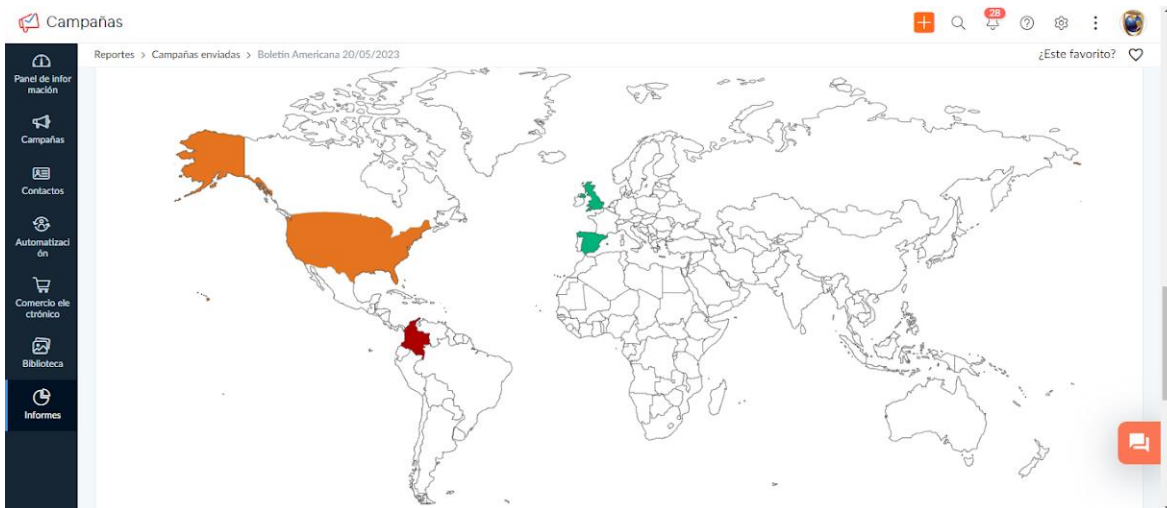 Campañas
28
Reportes > Campañas enviadas > Boletín Americana 20/05/2023
¿Este favorito?
Panel de infor
mación
Campañas
Contactos
Automatizaci
ón
Comercio ele
ctrónico
Biblioteca
Informes